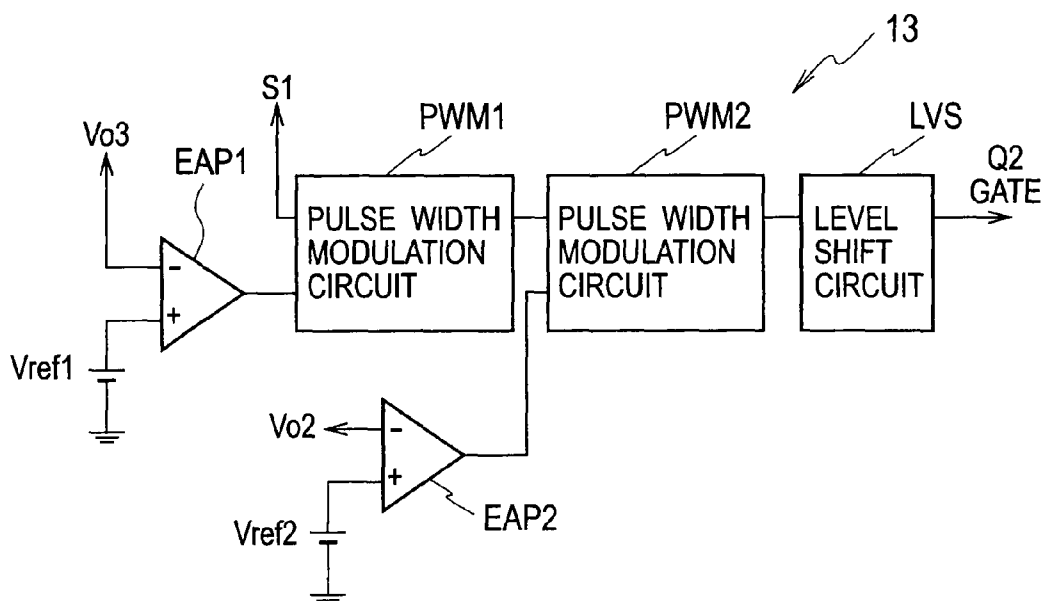 13
S1
PWM1
PWM2
LVS
Vo3
EAP1
Q2
GATE
PULSE WIDTH
MODULATION
CIRCUIT
PULSE WIDTH
MODULATION
CIRCUIT
LEVEL
SHIFT
CIRCUIT
-
+
Vref1
Vo2
-
+
EAP2
Vref2